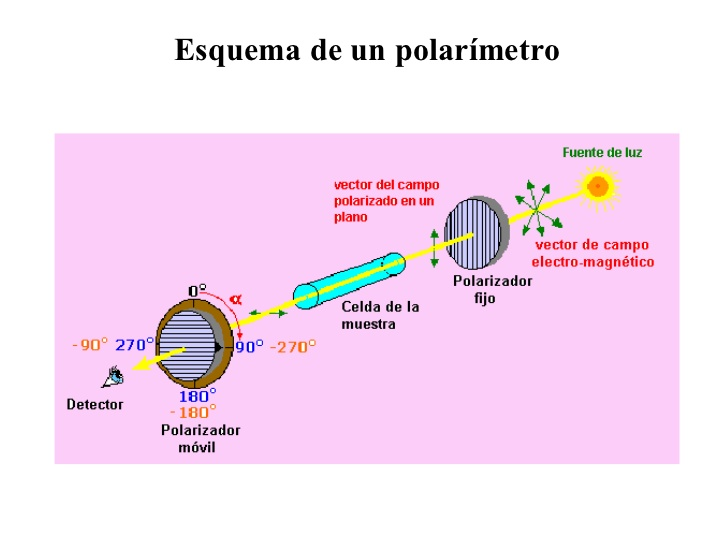 Esquema de un polarímetro
Fuente de luz
vector del campo
polarizado en un
plano
vector de campo
electro-magnético
Polarizador
fijo
Celda de la
muestra
0°
α
-90° 270°
90° -270°
Detector
180°
-180°
Polarizador
móvil